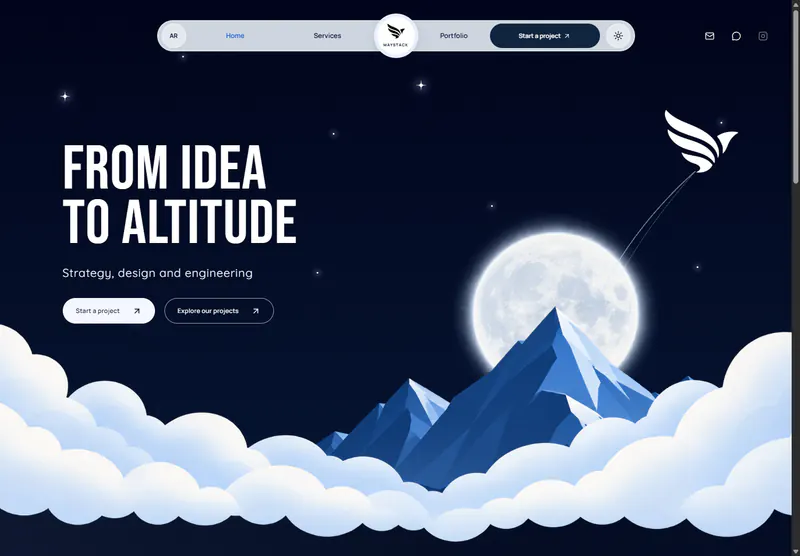 AR
Home
Services
WAYSTACK
Portfolio
Start a project
FROM IDEA
TO ALTITUDE
Strategy, design and engineering
Start a project
Explore our projects